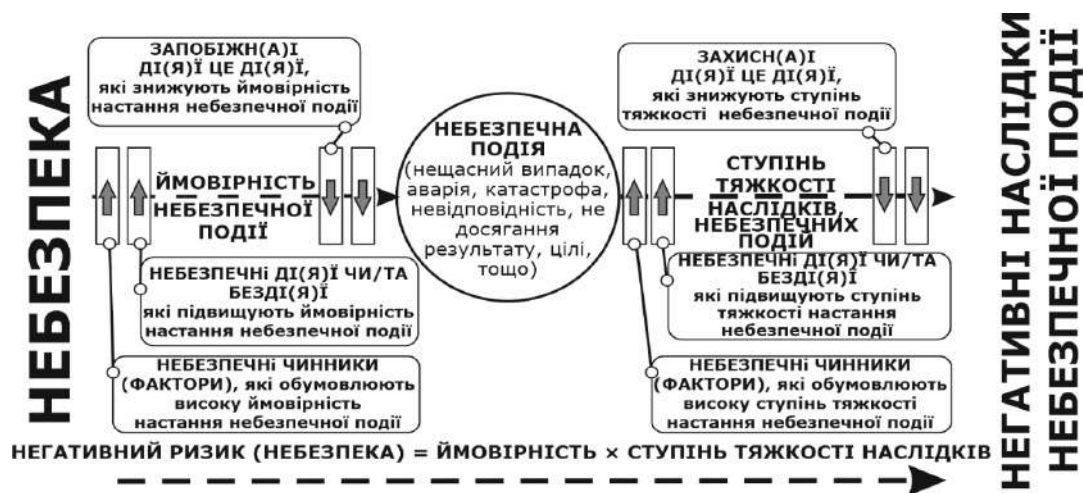 НЕБЕЗПЕКА
ЗАПОБІЖН(А)І
ДІ(Я)Ї ЦЕ ДІ(Я)Ї,
які знижують ймовірність
настання небезпечної події
ЙМОВІРНІСТЬ
НЕБЕЗПЕЧНОЇ
ПОДІЇ
НЕБЕЗПЕЧНі ДІ(Я)Ї ЧИ/ТА
БЕЗДІ(Я)Ї
які підвищують ймовірність
настання небезпечної події
НЕБЕЗПЕЧНі ЧИННИКИ
(ФАКТОРИ), які обумовлюють
високу ймовірність
настання небезпечної події
НЕБЕЗПЕЧНА
ПОДІЯ
(нещасний випадок,
аварія, катастрофа,
невідповідність, не
досягання
результату, цілі,
тощо)
ЗАХИСН(А)І
ДІ(Я)Ї ЦЕ ДІ(Я)Ї,
які знижують ступінь
тяжкості небезпечної події
СТУПІНЬ
ТЯЖКОСТІ
НАСЛІДКІВ,
НЕБЕЗПЕЧНИХ
ПОДІЙ
НЕБЕЗПЕЧНі ДІ(Я)Ї ЧИ/ТА
БЕЗДІ(Я)Ї
які підвищують ступінь
тяжкості настання
небезпечної події
НЕБЕЗПЕЧНі ЧИННИКИ
(ФАКТОРИ), які обумовлюють
високу ступінь тяжкості
настання небезпечної події
НЕГАТИВНІ НАСЛІДКИ
НЕБЕЗПЕЧНОЇ ПОДІЇ
НЕГАТИВНИЙ РИЗИК (НЕБЕЗПЕКА) = ЙМОВІРНІСТЬ × СТУПІНЬ ТЯЖКОСТІ НАСЛІДКІВ